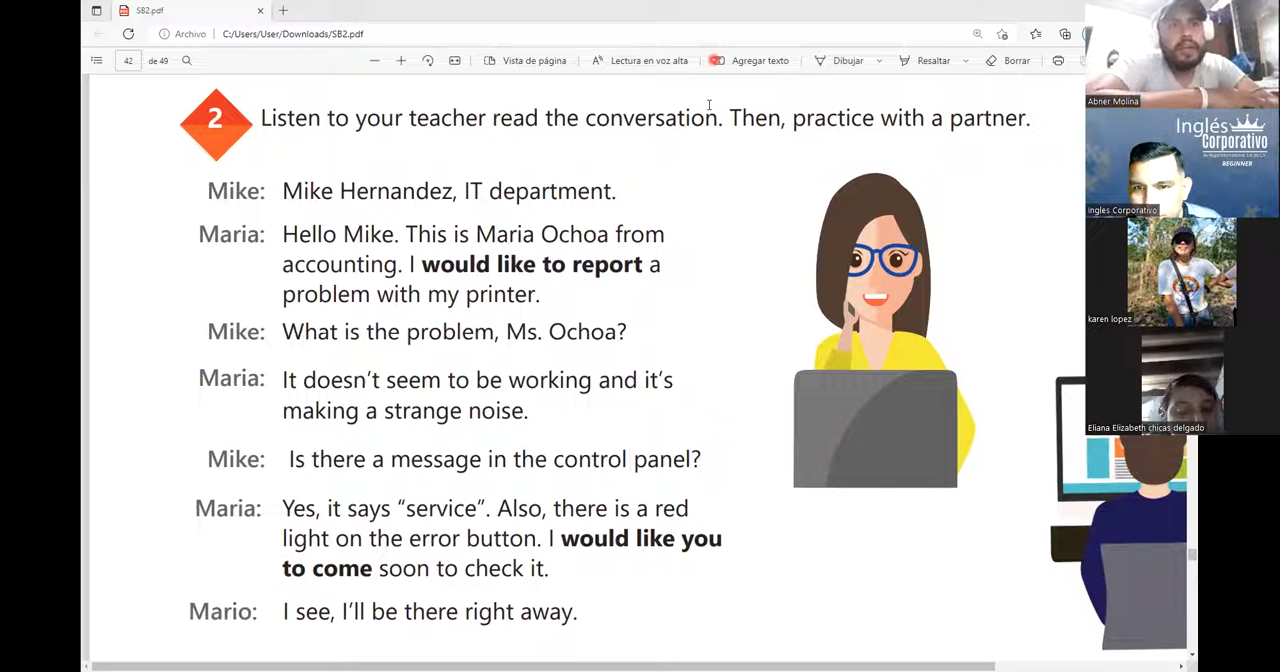 SB2.pdf
Archivo
C:/Users/User/Downloads/SB2.pdf
42 de 49
Vista de página
Lectura en voz alta
Agregar texto
Dibujar
Resaltar
Borrar
2 Listen to your teacher read the conversation. Then, practice with a partner.
Mike: Mike Hernandez, IT department.
Maria: Hello Mike. This is Maria Ochoa from
accounting. I would like to report a
problem with my printer.
Mike: What is the problem, Ms. Ochoa?
Maria: It doesn't seem to be working and it's
making a strange noise.
Mike: Is there a message in the control panel?
Maria: Yes, it says “service”. Also, there is a red
light on the error button. I would like you
to come soon to check it.
Mario: I see, I'll be there right away.
Abner Molina
Inglés
Corporativo
BEGINNER
Ingles Corporativo
karen lopez
Eliana Elizabeth chicas delgado